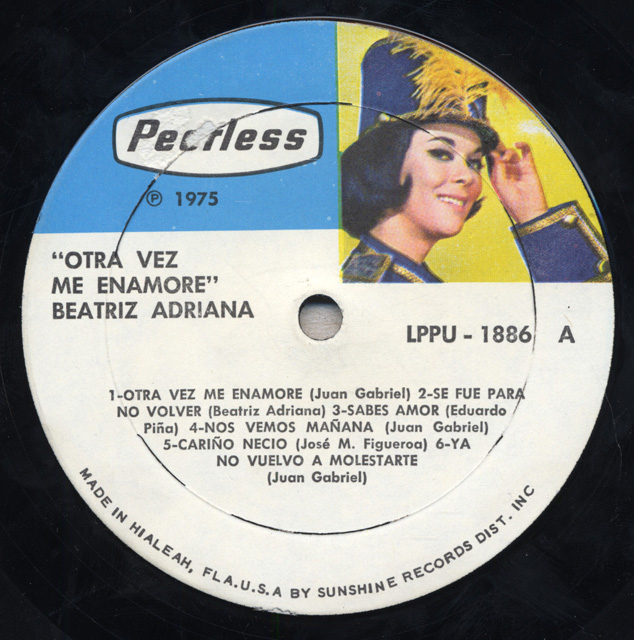 Peerless
℗ 1975
"OTRA VEZ
ME ENAMORE"
BEATRIZ ADRIANA
LPPU - 1886 A
1-OTRA VEZ ME ENAMORE (Juan Gabriel) 2-SE FUE PARA
NO VOLVER (Beatriz Adriana) 3-SABES AMOR (Eduardo
Piña) 4-NOS VEMOS MAÑANA (Juan Gabriel)
5-CARIÑO NECIO (José M. Figueroa) 6-YA
NO VUELVO A MOLESTARTE
(Juan Gabriel)
MADE IN HIALEAH, FLA. U.S.A BY SUNSHINE RECORDS DIST. INC